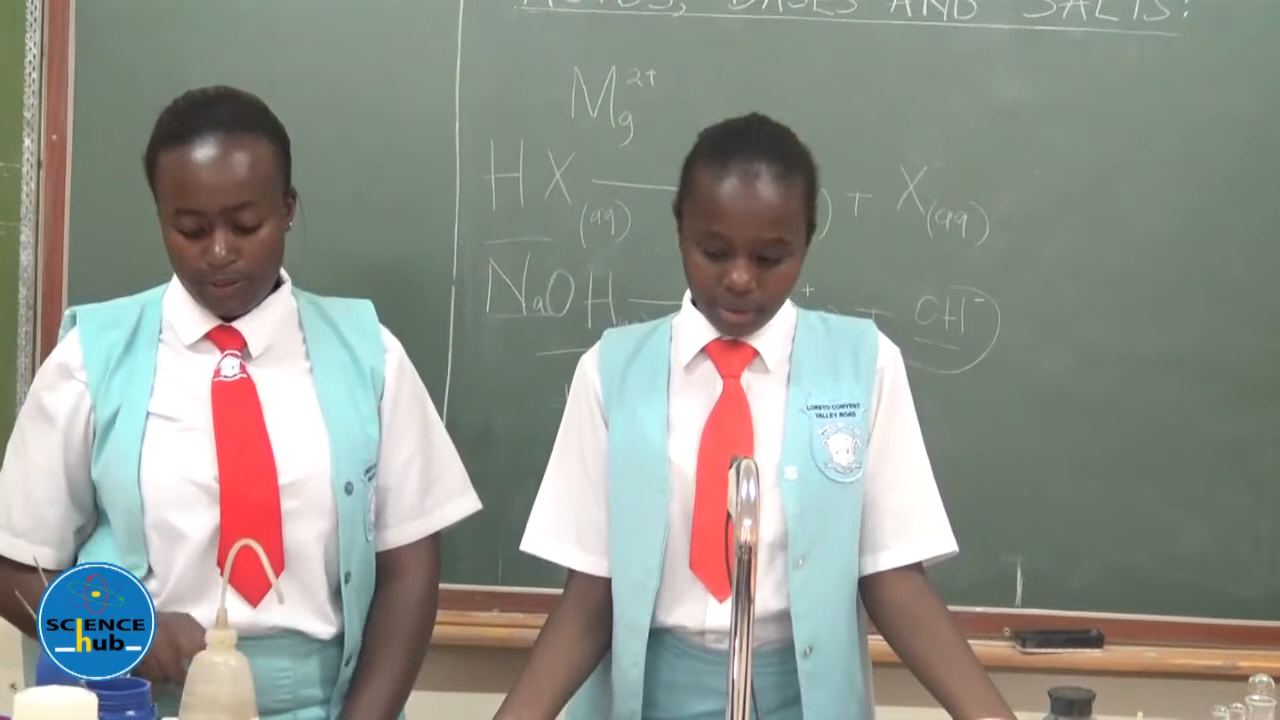 ACIDS, BASES AND SALTS:
Mg2+
HX(aq) ) + X(aq)
NaOH + + OH-
LORETO CONVENT
VALLEY ROAD
SCIENCE
hub